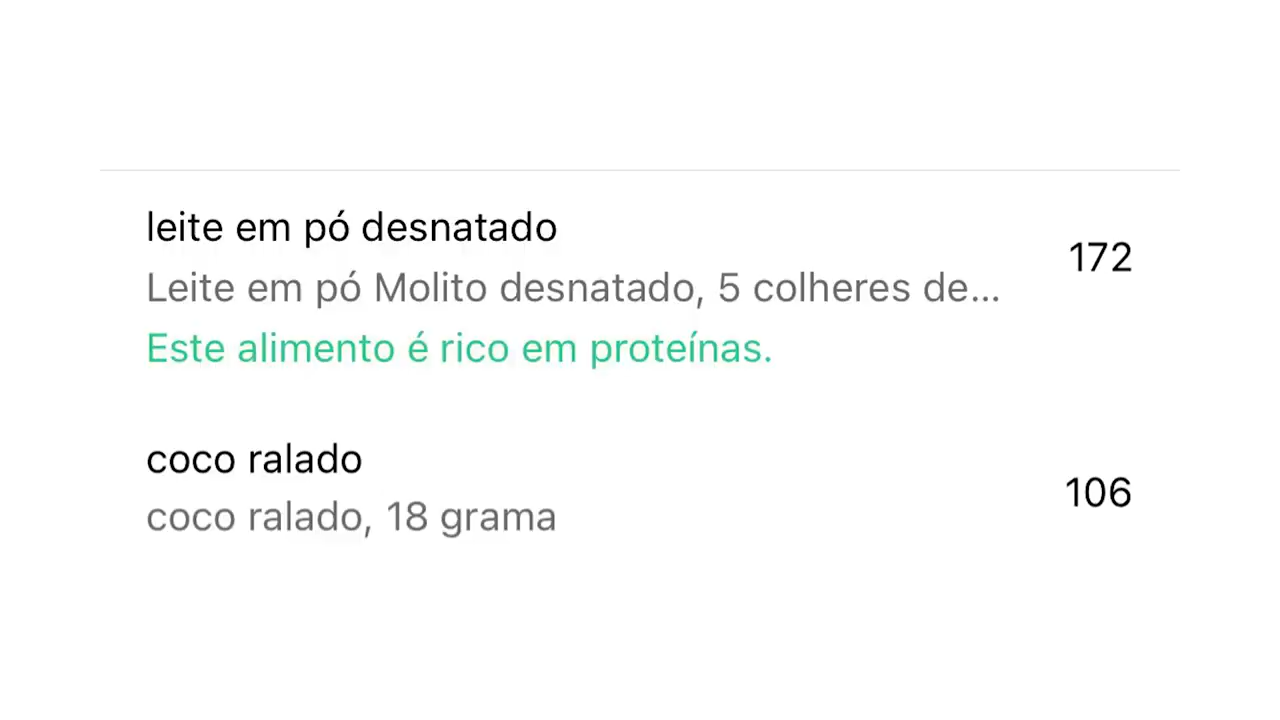 leite em pó desnatado
172
Leite em pó Molito desnatado, 5 colheres de...
Este alimento é rico em proteínas.
coco ralado
106
coco ralado, 18 grama